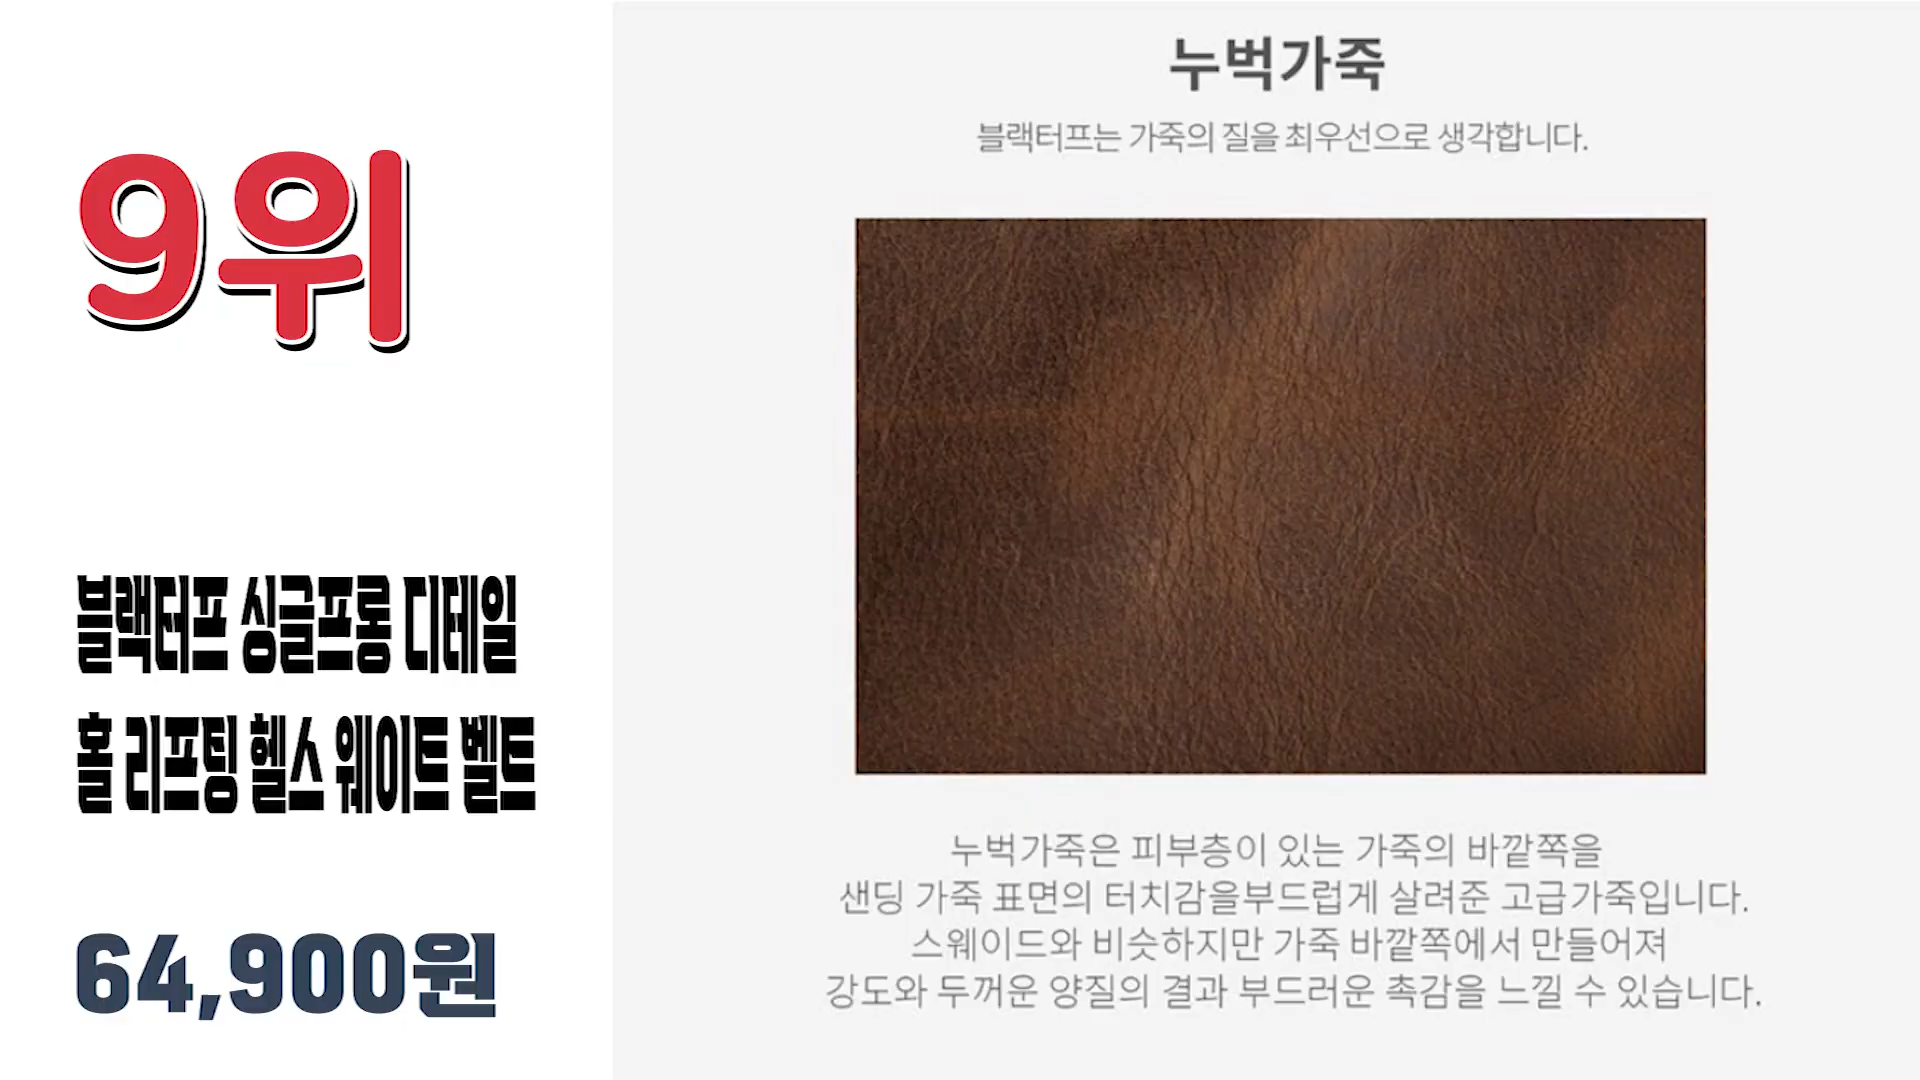 9위
블랙터프 싱글프롱 디테일
홀 리프팅 헬스 웨이트 벨트
64,900원
누벅가죽
블랙터프는 가죽의 질을 최우선으로 생각합니다.
누벅가죽은 피부층이 있는 가죽의 바깥쪽을
샌딩 가죽 표면의 터치감을부드럽게 살려준 고급가죽입니다.
스웨이드와 비슷하지만 가죽 바깥쪽에서 만들어져
강도와 두꺼운 양질의 결과 부드러운 촉감을 느낄 수 있습니다.